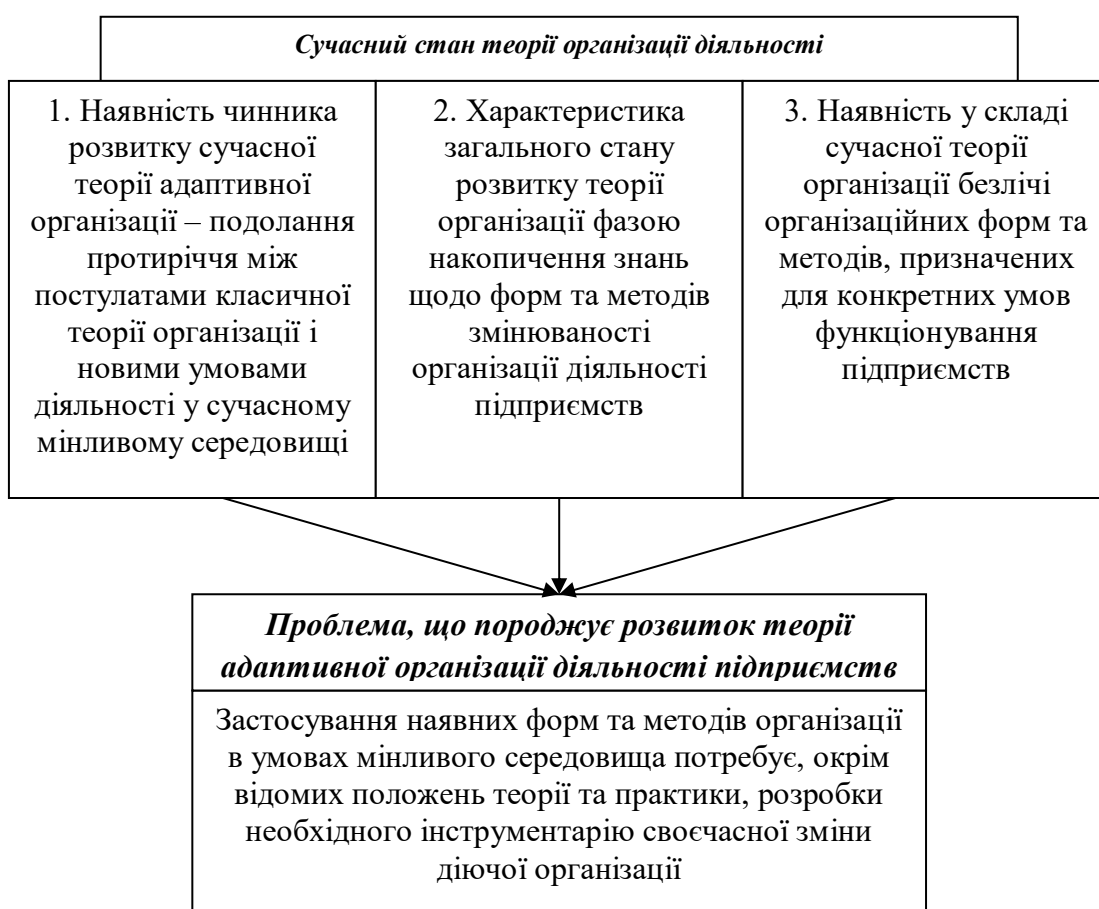 Сучасний стан теорії організації діяльності
1. Наявність чинника
розвитку сучасної
теорії адаптивної
організації – подолання
протиріччя між
постулатами класичної
теорії організації і
новими умовами
діяльності у сучасному
мінливому середовищі
2. Характеристика
загального стану
розвитку теорії
організації фазою
накопичення знань
щодо форм та методів
змінюваності
організації діяльності
підприємств
3. Наявність у складі
сучасної теорії
організації безлічі
організаційних форм та
методів, призначених
для конкретних умов
функціонування
підприємств
Проблема, що породжує розвиток теорії
адаптивної організації діяльності підприємств
Застосування наявних форм та методів організації
в умовах мінливого середовища потребує, окрім
відомих положень теорії та практики, розробки
необхідного інструментарію своєчасної зміни
діючої організації